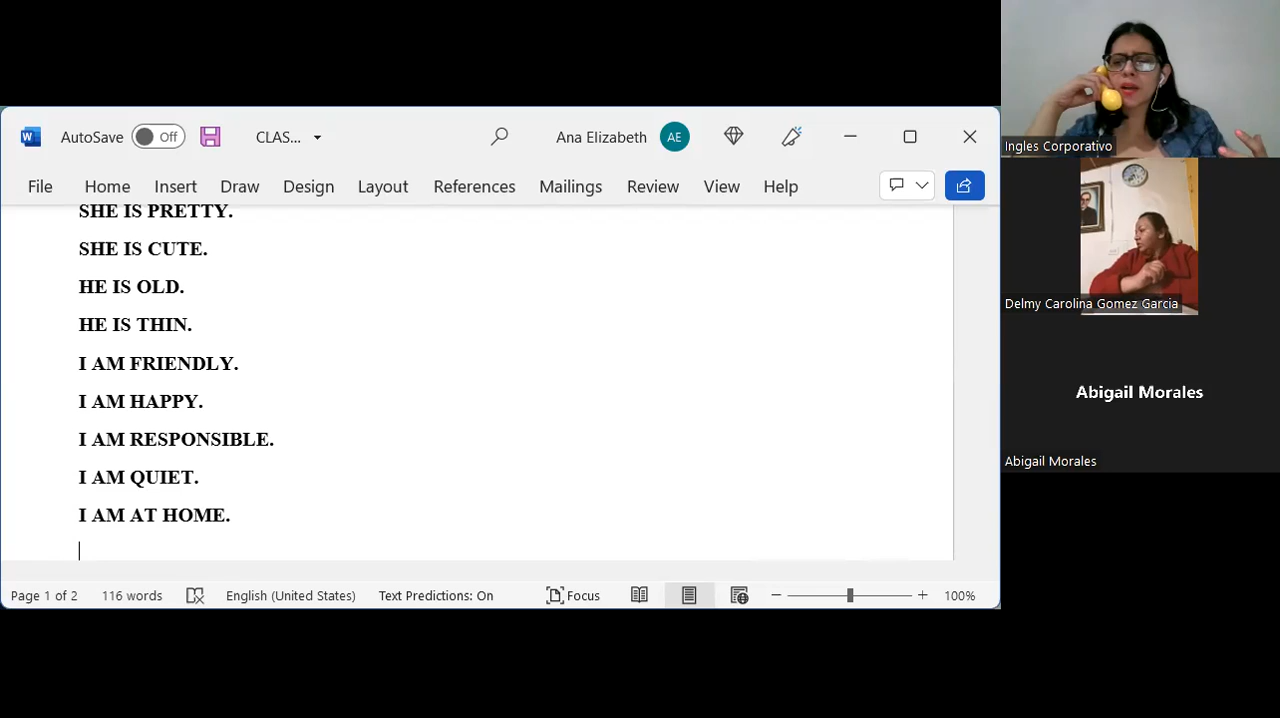 AutoSave Off CLAS... Ana Elizabeth AE
File Home Insert Draw Design Layout References Mailings Review View Help
SHE IS PRETTY.
SHE IS CUTE.
HE IS OLD.
HE IS THIN.
I AM FRIENDLY.
I AM HAPPY.
I AM RESPONSIBLE.
I AM QUIET.
I AM AT HOME.
Page 1 of 2 116 words English (United States) Text Predictions: On Focus 100%
Ingles Corporativo
Delmy Carolina Gomez Garcia
Abigail Morales
Abigail Morales